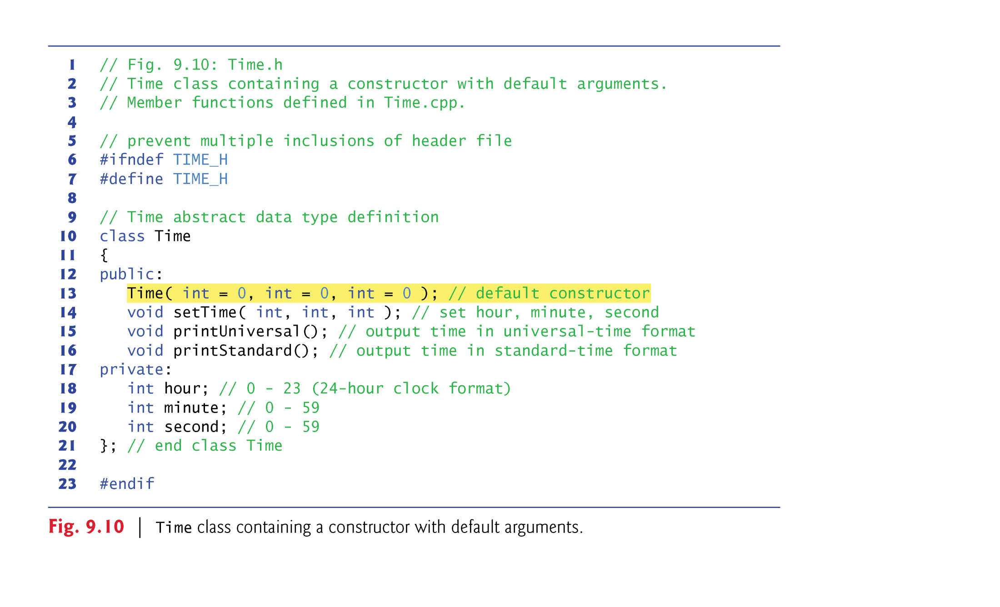 1 // Fig. 9.10: Time.h
2 // Time class containing a constructor with default arguments.
3 // Member functions defined in Time.cpp.
4
5 // prevent multiple inclusions of header file
6 #ifndef TIME_H
7 #define TIME_H
8
9 // Time abstract data type definition
10 class Time
11 {
12 public:
13    Time( int = 0, int = 0, int = 0 ); // default constructor
14    void setTime( int, int, int ); // set hour, minute, second
15    void printUniversal(); // output time in universal-time format
16    void printStandard(); // output time in standard-time format
17 private:
18    int hour; // 0 - 23 (24-hour clock format)
19    int minute; // 0 - 59
20    int second; // 0 - 59
21 }; // end class Time
22
23 #endif
Fig. 9.10 | Time class containing a constructor with default arguments.